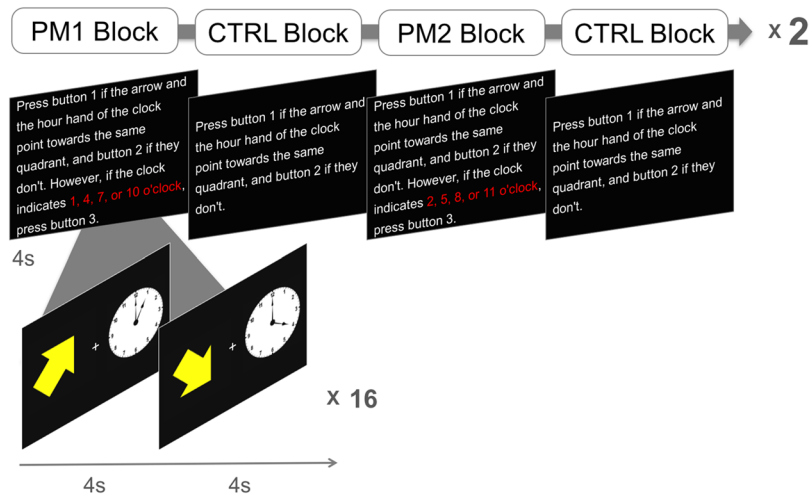 PM1 Block
CTRL Block
PM2 Block
CTRL Block
x 2
Press button 1 if the arrow and
the hour hand of the clock
point towards the same
quadrant, and button 2 if they
don't. However, if the clock
indicates 1, 4, 7, or 10 o'clock,
press button 3.
Press button 1 if the arrow and
the hour hand of the clock
point towards the same
quadrant, and button 2 if they
don't.
Press button 1 if the arrow and
the hour hand of the clock
point towards the same
quadrant, and button 2 if they
don't. However, if the clock
indicates 2, 5, 8, or 11 o'clock,
press button 3.
Press button 1 if the arrow and
the hour hand of the clock
point towards the same
quadrant, and button 2 if they
don't.
4s
+
+
x 16
4s
4s